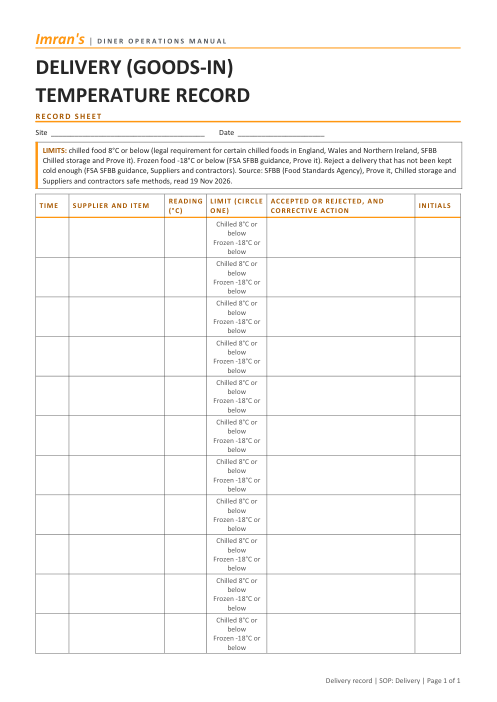 Imran's | DINER OPERATIONS MANUAL
DELIVERY (GOODS-IN)
TEMPERATURE RECORD
RECORD SHEET
Site ______________________ Date ______________________
LIMITS: chilled food 8°C or below (legal requirement for certain chilled foods in England, Wales and Northern Ireland, SFBB
Chilled storage and Prove it). Frozen food -18°C or below (FSA SFBB guidance, Prove it). Reject a delivery that has not been kept
cold enough (FSA SFBB guidance, Suppliers and contractors). Source: SFBB (Food Standards Agency), Prove it, Chilled storage and
Suppliers and contractors safe methods, read 19 Nov 2026.
TIME SUPPLIER AND ITEM READING (°C) LIMIT (CIRCLE ONE) ACCEPTED OR REJECTED, AND CORRECTIVE ACTION INITIALS
Chilled 8°C or
below
Frozen -18°C or
below
Chilled 8°C or
below
Frozen -18°C or
below
Chilled 8°C or
below
Frozen -18°C or
below
Chilled 8°C or
below
Frozen -18°C or
below
Chilled 8°C or
below
Frozen -18°C or
below
Chilled 8°C or
below
Frozen -18°C or
below
Chilled 8°C or
below
Frozen -18°C or
below
Chilled 8°C or
below
Frozen -18°C or
below
Chilled 8°C or
below
Frozen -18°C or
below
Chilled 8°C or
below
Frozen -18°C or
below
Chilled 8°C or
below
Frozen -18°C or
below
Delivery record | SOP: Delivery | Page 1 of 1